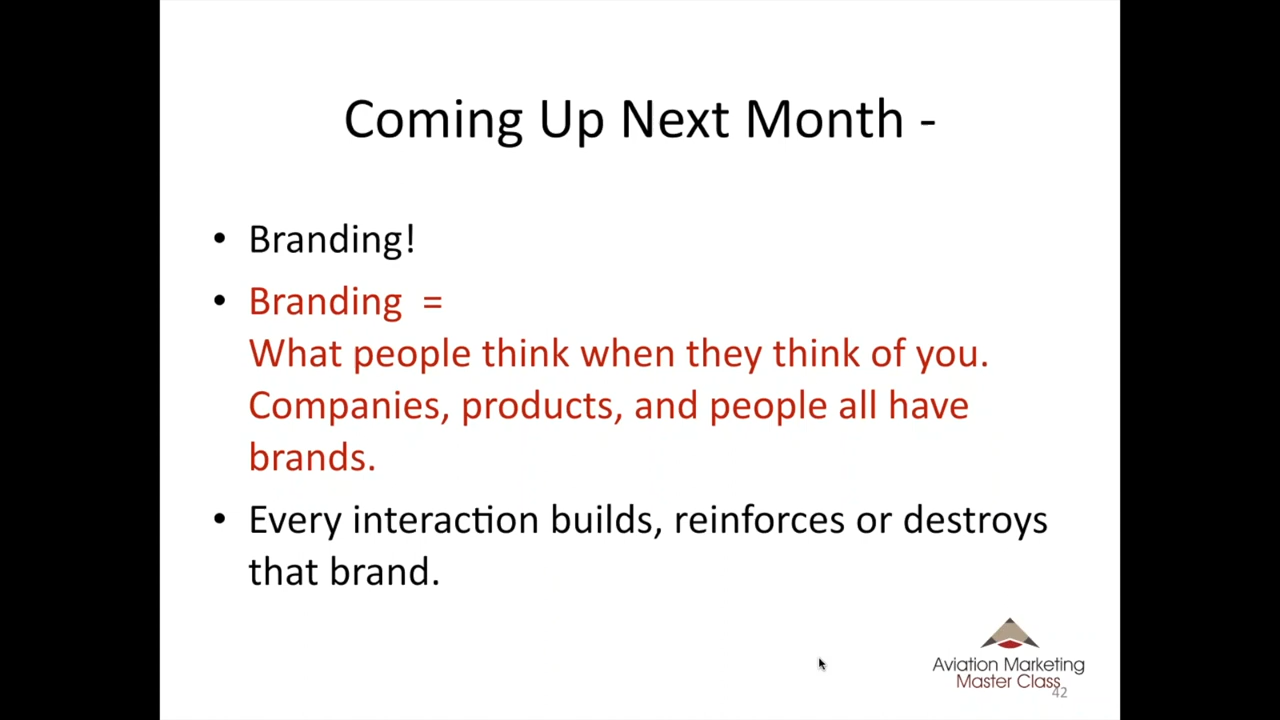 Coming Up Next Month -
• Branding!
• Branding =
What people think when they think of you.
Companies, products, and people all have
brands.
• Every interaction builds, reinforces or destroys
that brand.
Aviation Marketing
Master Class
42